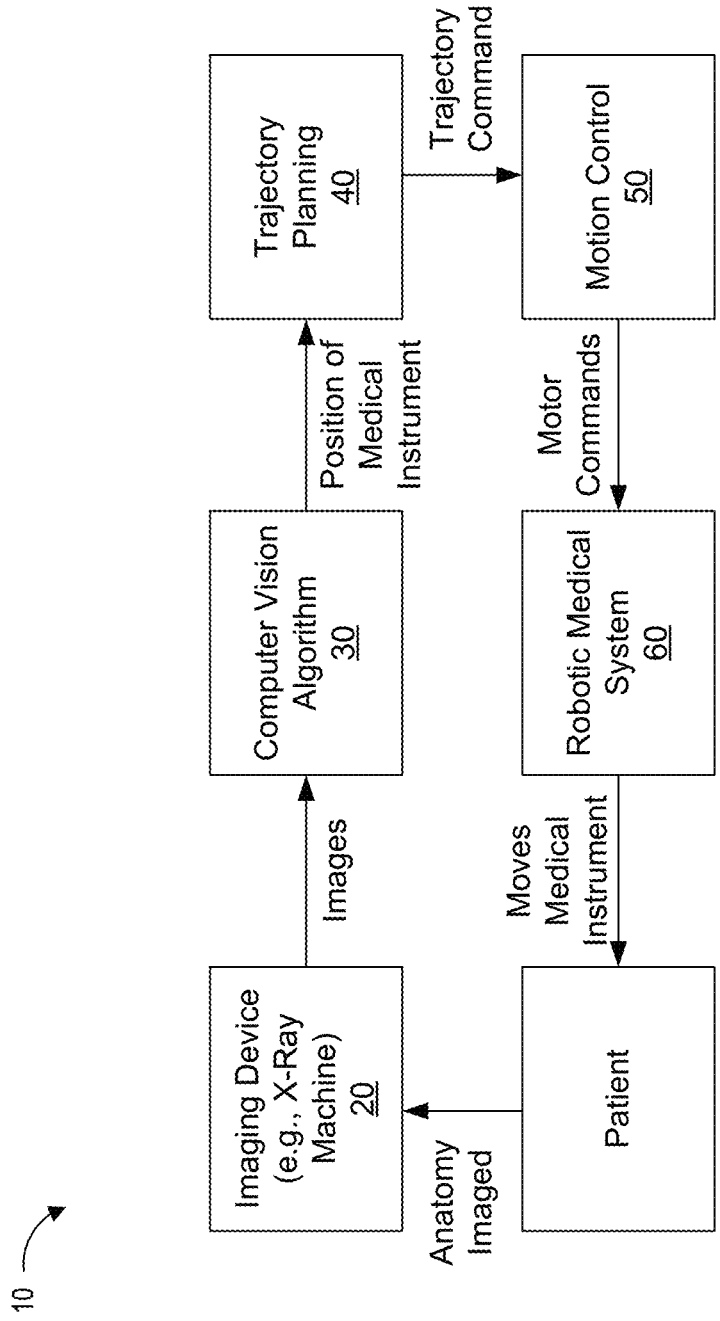 10
Imaging Device
(e.g., X-Ray
Machine)
20
Images
Computer Vision
Algorithm
30
Position of
Medical
Instrument
Trajectory
Planning
40
Trajectory
Command
Motion Control
50
Motor
Commands
Robotic Medical
System
60
Moves
Medical
Instrument
Patient
Anatomy
Imaged